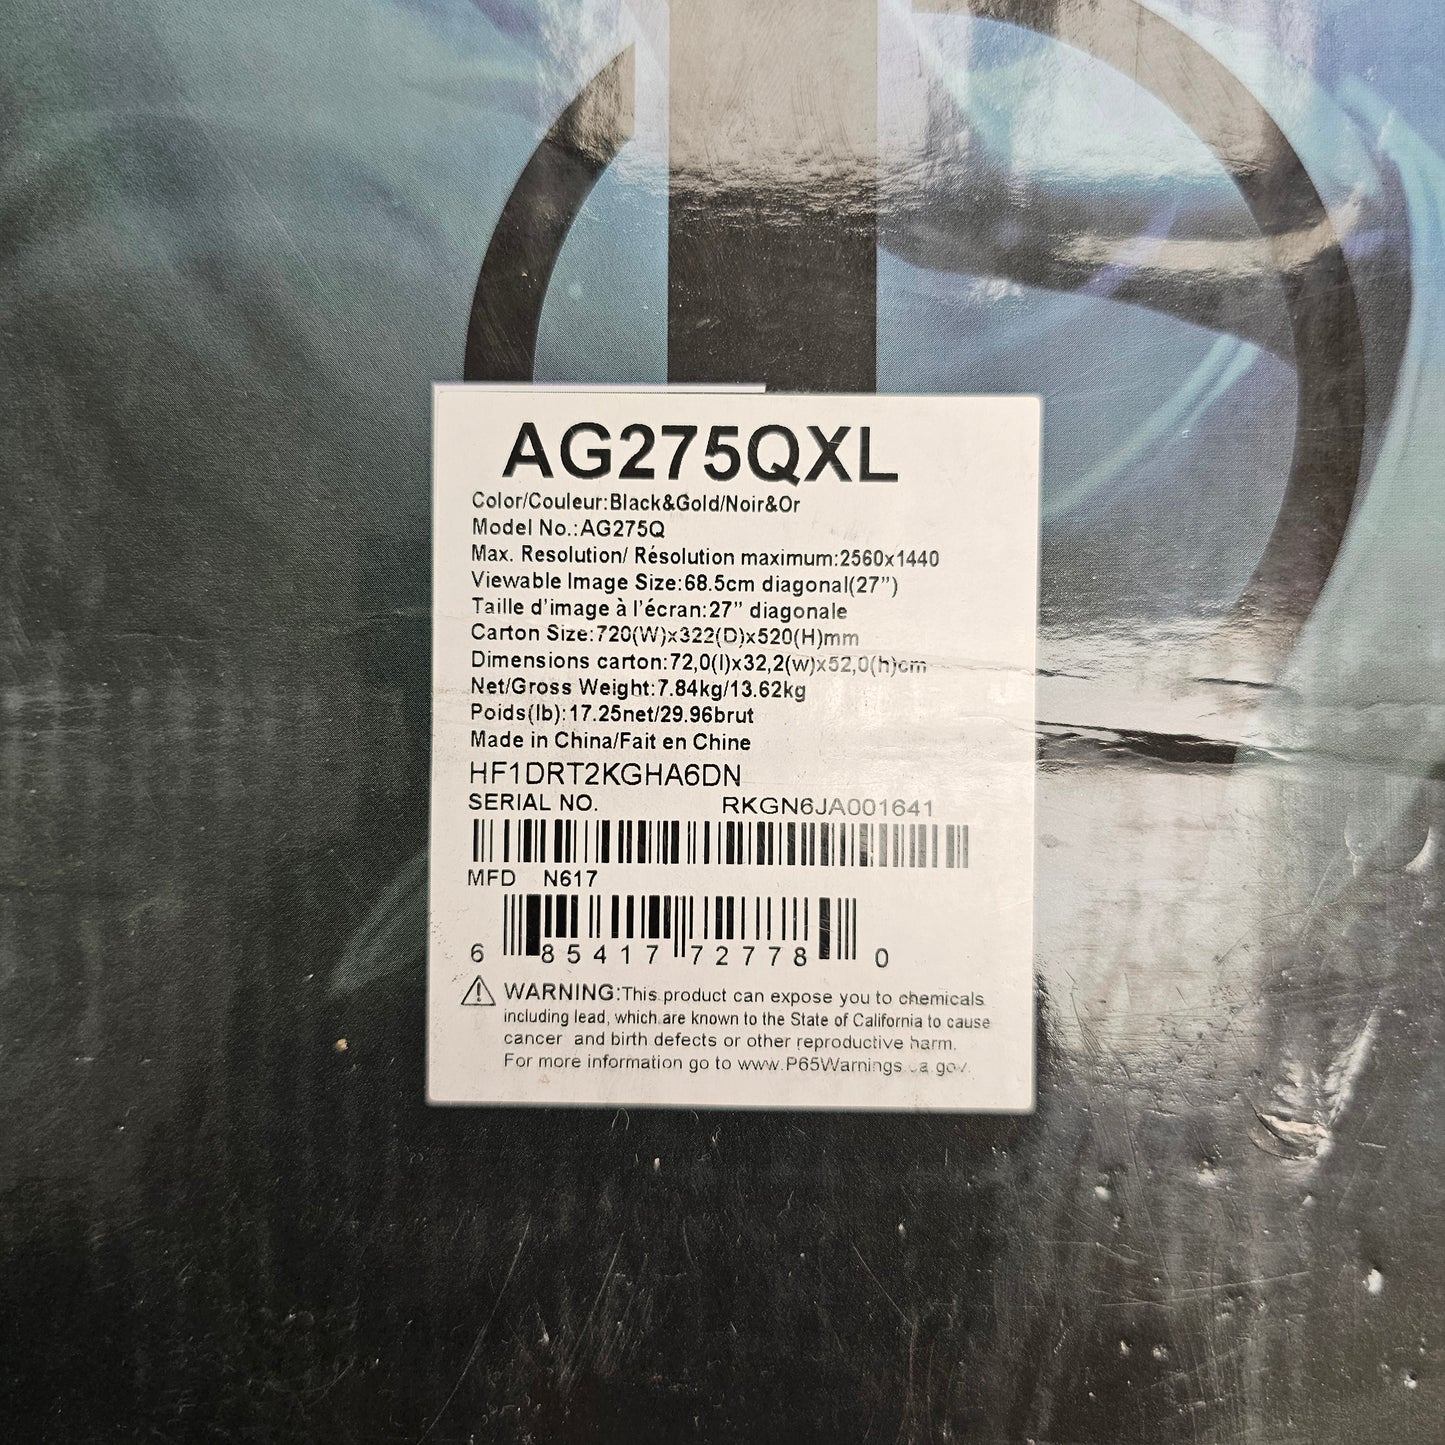 AG275QXL
Color/Couleur:Black&Gold/Noir&Or
Model No.:AG275Q
Max. Resolution/ Résolution maximum:2560x1440
Viewable Image Size:68.5cm diagonal(27”)
Taille d'image à l'écran:27” diagonale
Carton Size:720(W)x322(D)x520(H)mm
Dimensions carton:72,0(l)x32,2(w)x52,0(h)cm
Net/Gross Weight:7.84kg/13.62kg
Poids(lb):17.25net/29.96brut
Made in China/Fait en Chine
HF1DRT2KGHA6DN
SERIAL NO. RKGN6JA001641
MFD N617
6 85417 72778 0
WARNING:This product can expose you to chemicals
including lead, which are known to the State of California to cause
cancer and birth defects or other reproductive harm.
For more information go to www.P65Warnings.ca.gov.